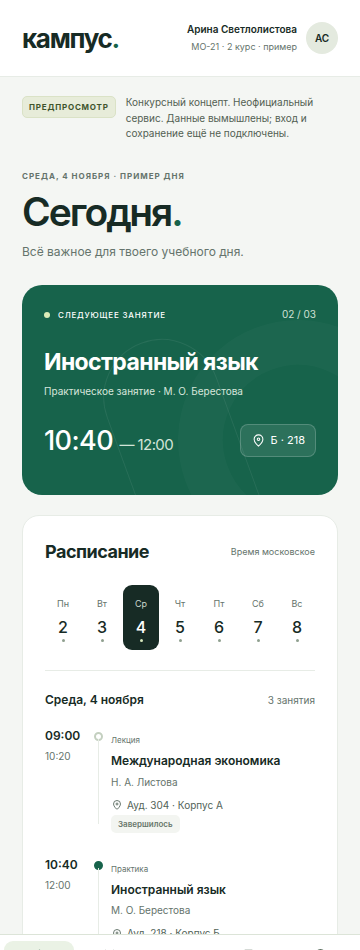 кампус.
Арина Светлолистова
МО-21 · 2 курс · пример
АС
ПРЕДПРОСМОТР
Конкурсный концепт. Неофициальный
сервис. Данные вымышлены; вход и
сохранение ещё не подключены.
СРЕДА, 4 НОЯБРЯ · ПРИМЕР ДНЯ
Сегодня.
Всё важное для твоего учебного дня.
СЛЕДУЮЩЕЕ ЗАНЯТИЕ
02 / 03
Иностранный язык
Практическое занятие · М. О. Берестова
10:40 — 12:00
Б · 218
Расписание
Время московское
Пн Вт Ср Чт Пт Сб Вс
2 3 4 5 6 7 8
Среда, 4 ноября
3 занятия
09:00
10:20
Лекция
Международная экономика
Н. А. Листова
Ауд. 304 · Корпус А
Завершилось
10:40
12:00
Практика
Иностранный язык
М. О. Берестова
Ауд. 218 · Корпус Б